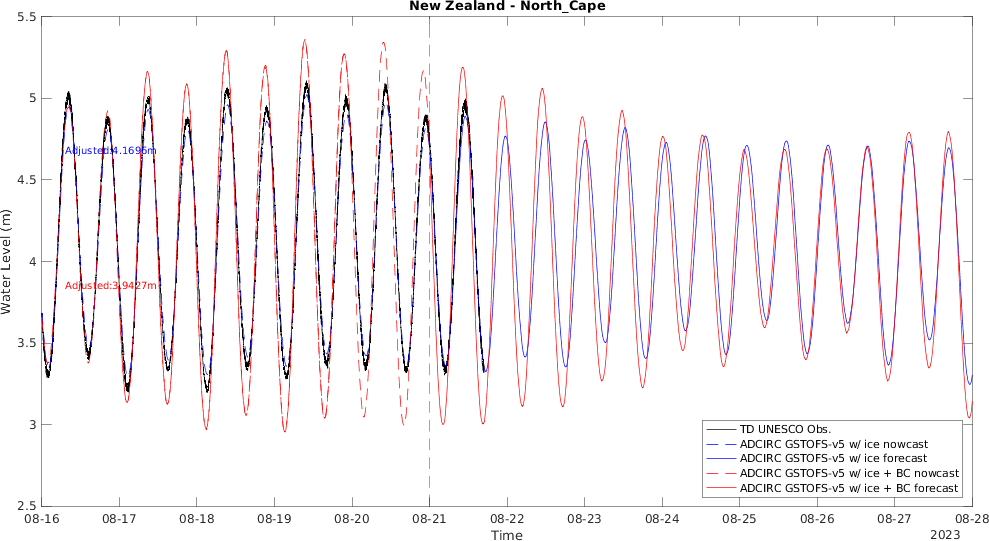 New Zealand - North_Cape
5.5
5
4.5
4
3.5
3
2.5
Water Level (m)
Adjusted:4.1695m
Adjusted:3.9427m
TD UNESCO Obs.
ADCIRC GSTOFS-v5 w/ ice nowcast
ADCIRC GSTOFS-v5 w/ ice forecast
ADCIRC GSTOFS-v5 w/ ice + BC nowcast
ADCIRC GSTOFS-v5 w/ ice + BC forecast
08-16 08-17 08-18 08-19 08-20 08-21 08-22 08-23 08-24 08-25 08-26 08-27 08-28
Time
2023